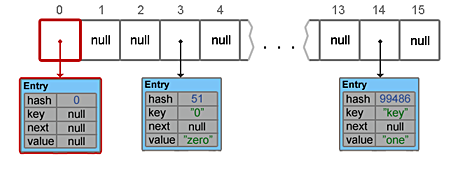 0 1 2 3 4 13 14 15
null null null . . . null null
Entry Entry Entry
hash 0 hash 51 hash 99486
key null key "0" key "key"
next null next null next null
value null value "zero" value "one"